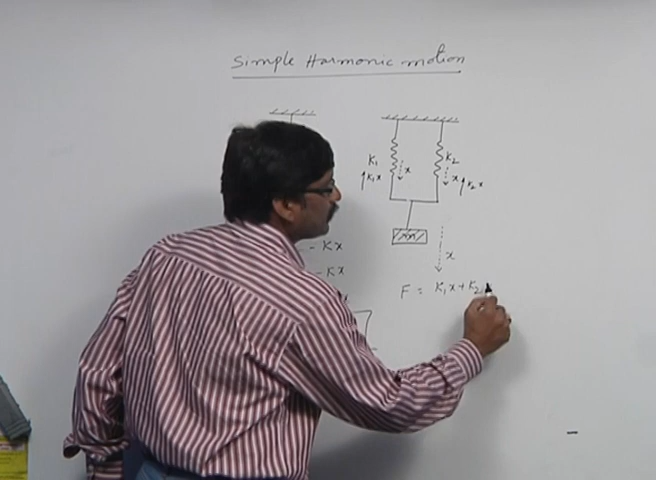 Simple Harmonic motion
K₁
K₂
K₁x
x
x
K₂x
x
- Kx
- Kx
F = K₁x + K₂